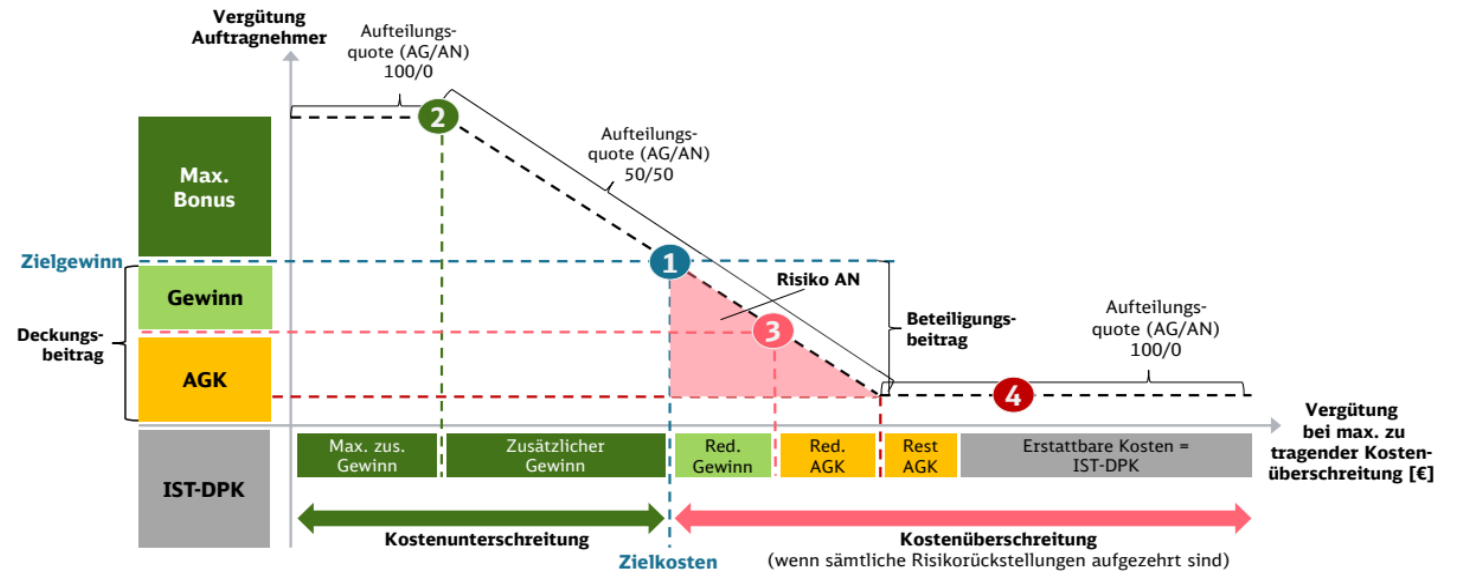 Vergütung
Auftragnehmer
Aufteilungs-
quote (AG/AN)
100/0
2
Aufteilungs-
quote (AG/AN)
50/50
Max.
Bonus
Zielgewinn
1
Gewinn
Risiko AN
3
Deckungs-
beitrag
Beteiligungs-
beitrag
Aufteilungs-
quote (AG/AN)
100/0
AGK
4
Vergütung
bei max. zu
tragender Kosten-
überschreitung [€]
IST-DPK
Max. zus.
Gewinn
Zusätzlicher
Gewinn
Red.
Gewinn
Red.
AGK
Rest
AGK
Erstattbare Kosten =
IST-DPK
Kostenunterschreitung
Kostenüberschreitung
(wenn sämtliche Risikorückstellungen aufgezehrt sind)
Zielkosten